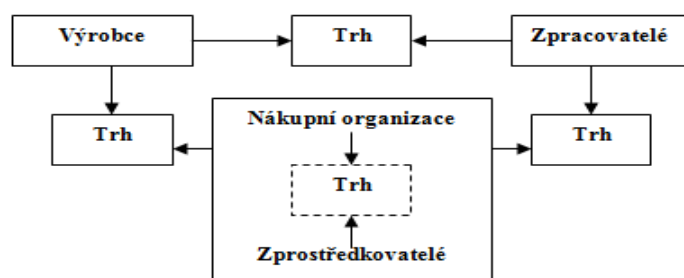 Výrobce
Trh
Zpracovatelé
Trh
Nákupní organizace
Trh
Trh
Zprostředkovatelé